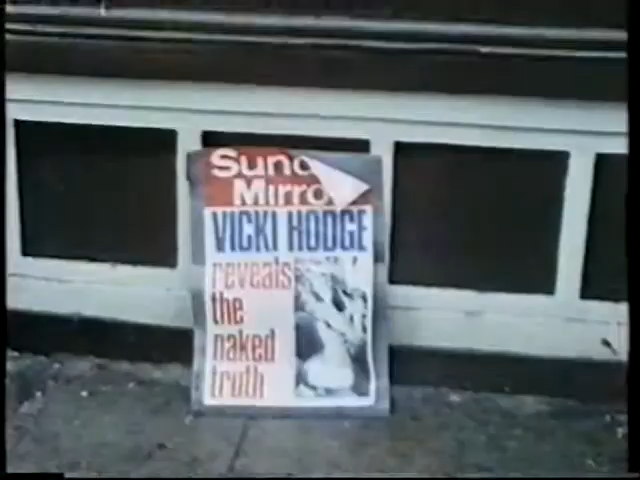 Sund
Mirro
VICKI HODGE
reveals
the
naked
truth